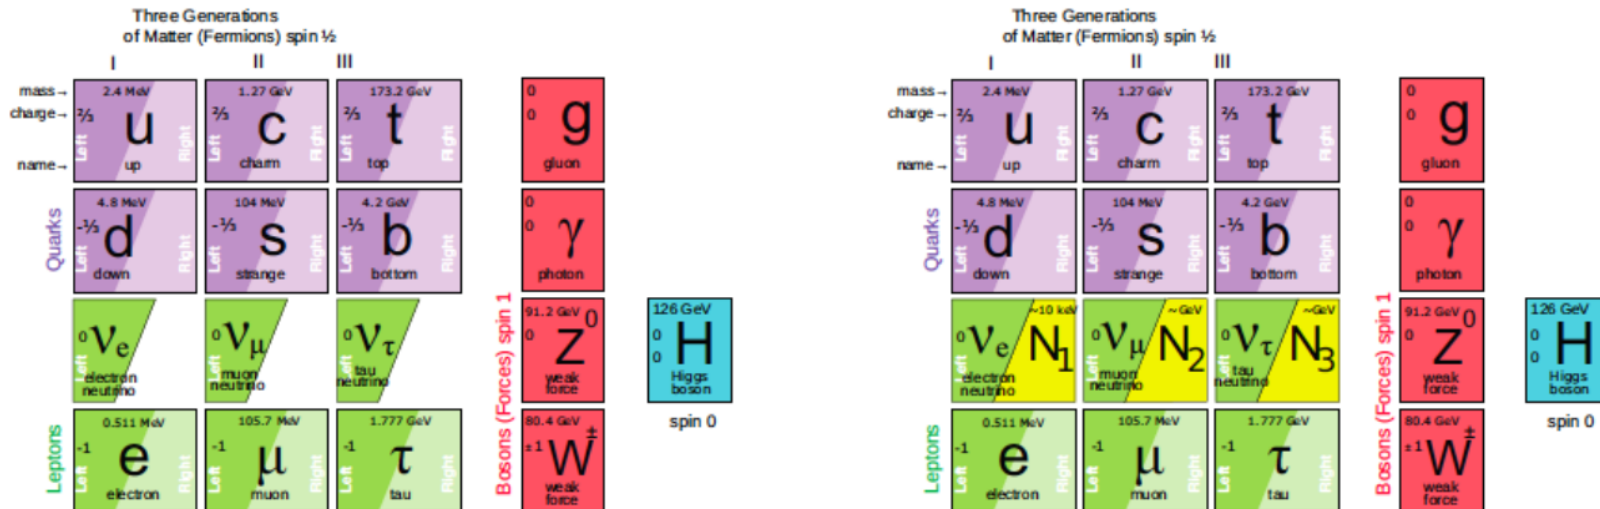 Three Generations
of Matter (Fermions) spin ½
I II III
mass→ 2.4 MeV 1.27 GeV 173.2 GeV 0
charge→ ⅔ u ⅔ c ⅔ t 0 g
Left Right Left Right Left Right
name→ up charm top gluon
Quarks
4.8 MeV 104 MeV 4.2 GeV 0
-⅓ d -⅓ s -⅓ b 0 γ
Left Right Left Right Left Right
down strange bottom photon
Bosons (Forces) spin 1
91.2 GeV 126 GeV
0 νe 0 νμ 0 ντ 0 Z0 0 0 H
Left Left Left
electron neutrino muon neutrino tau neutrino weak force Higgs boson
spin 0
Leptons
0.511 MeV 105.7 MeV 1.777 GeV 80.4 GeV
-1 e -1 μ -1 τ ±1 W±
Left Right Left Right Left Right
electron muon tau weak force
Three Generations
of Matter (Fermions) spin ½
I II III
mass→ 2.4 MeV 1.27 GeV 173.2 GeV 0
charge→ ⅔ u ⅔ c ⅔ t 0 g
Left Right Left Right Left Right
name→ up charm top gluon
Quarks
4.8 MeV 104 MeV 4.2 GeV 0
-⅓ d -⅓ s -⅓ b 0 γ
Left Right Left Right Left Right
down strange bottom photon
Bosons (Forces) spin 1
~10 keV ~GeV ~GeV 91.2 GeV 126 GeV
0 νe N1 0 νμ N2 0 ντ N3 0 Z0 0 0 H
Left Left Left
electron neutrino muon neutrino tau neutrino weak force Higgs boson
spin 0
Leptons
0.511 MeV 105.7 MeV 1.777 GeV 80.4 GeV
-1 e -1 μ -1 τ ±1 W±
Left Right Left Right Left Right
electron muon tau weak force